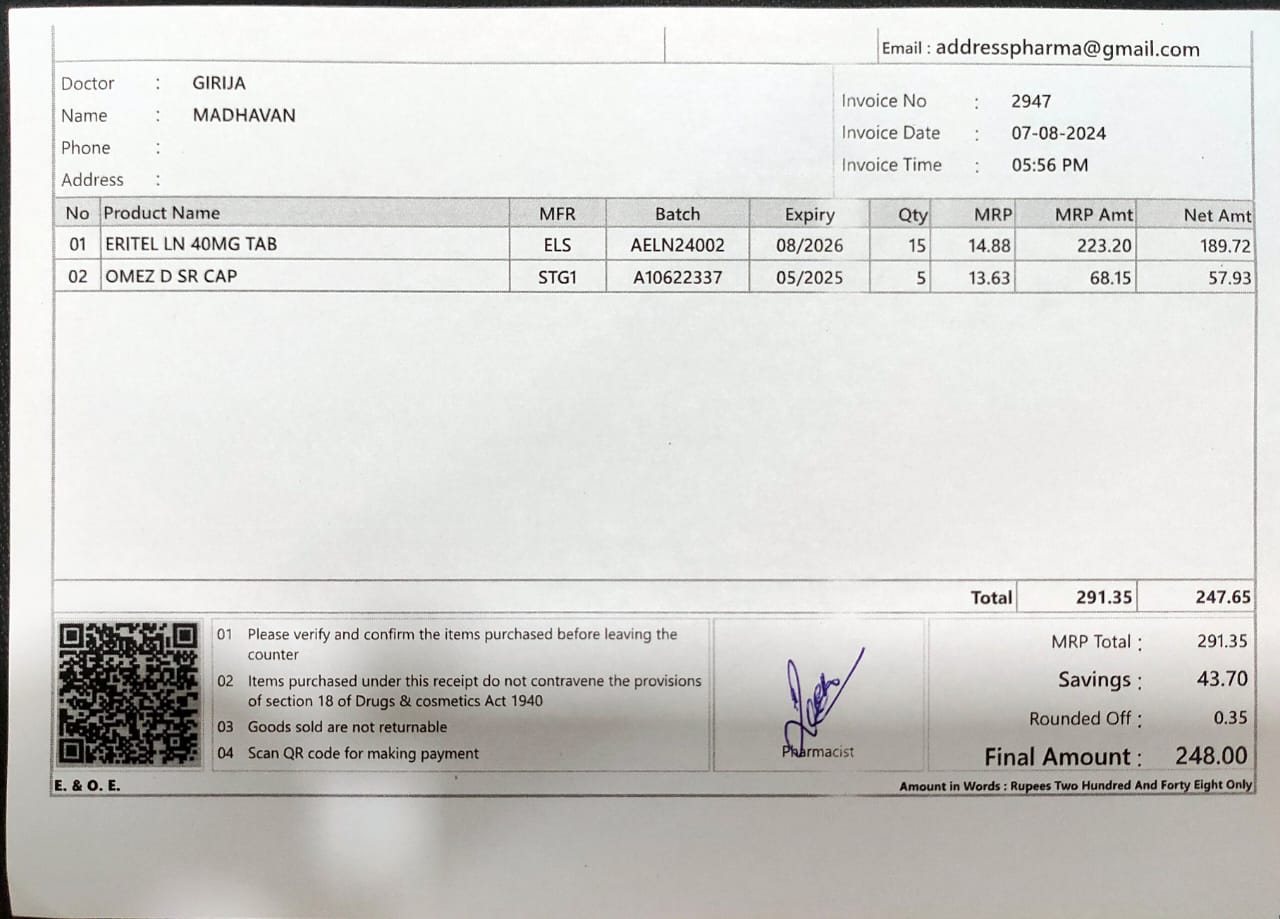 Email : addresspharma@gmail.com
Doctor : GIRIJA
Name : MADHAVAN
Phone :
Address :
Invoice No : 2947
Invoice Date : 07-08-2024
Invoice Time : 05:56 PM
No Product Name MFR Batch Expiry Qty MRP MRP Amt Net Amt
01 ERITEL LN 40MG TAB ELS AELN24002 08/2026 15 14.88 223.20 189.72
02 OMEZ D SR CAP STG1 A10622337 05/2025 5 13.63 68.15 57.93
Total 291.35 247.65
01 Please verify and confirm the items purchased before leaving the
counter
02 Items purchased under this receipt do not contravene the provisions
of section 18 of Drugs & cosmetics Act 1940
03 Goods sold are not returnable
04 Scan QR code for making payment
Pharmacist
MRP Total : 291.35
Savings : 43.70
Rounded Off : 0.35
Final Amount : 248.00
E. & O. E.
Amount in Words : Rupees Two Hundred And Forty Eight Only